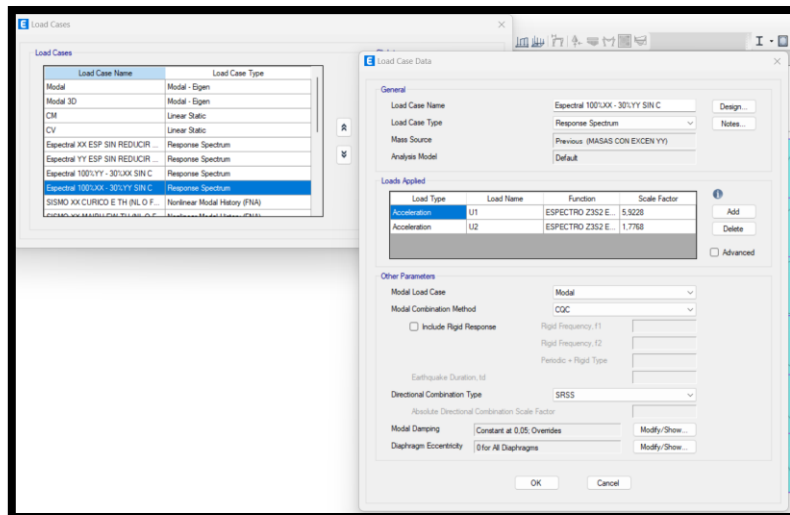 Load Cases
Load Cases
Load Case Name Load Case Type
Modal Modal - Eigen
Modal 3D Modal - Eigen
CM Linear Static
CV Linear Static
Espectral XX ESP SIN REDUCIR ... Response Spectrum
Espectral YY ESP SIN REDUCIR ... Response Spectrum
Espectral 100%YY - 30%XX SIN C Response Spectrum
Espectral 100%XX - 30%YY SIN C Response Spectrum
SISMO XX CURICO E TH (NL O F... Nonlinear Modal History (FNA)
Load Case Data
General
Load Case Name Espectral 100%XX - 30%YY SIN C Design...
Load Case Type Response Spectrum Notes...
Mass Source Previous (MASAS CON EXCEN YY)
Analysis Model Default
Loads Applied
Load Type Load Name Function Scale Factor
Acceleration U1 ESPECTRO Z3S2 E... 5,9228 Add
Acceleration U2 ESPECTRO Z3S2 E... 1,7768 Delete
Advanced
Other Parameters
Modal Load Case Modal
Modal Combination Method CQC
Include Rigid Response Rigid Frequency, f1
Rigid Frequency, f2
Periodic + Rigid Type
Earthquake Duration, td
Directional Combination Type SRSS
Absolute Directional Combination Scale Factor
Modal Damping Constant at 0,05; Overrides Modify/Show...
Diaphragm Eccentricity 0 for All Diaphragms Modify/Show...
OK Cancel